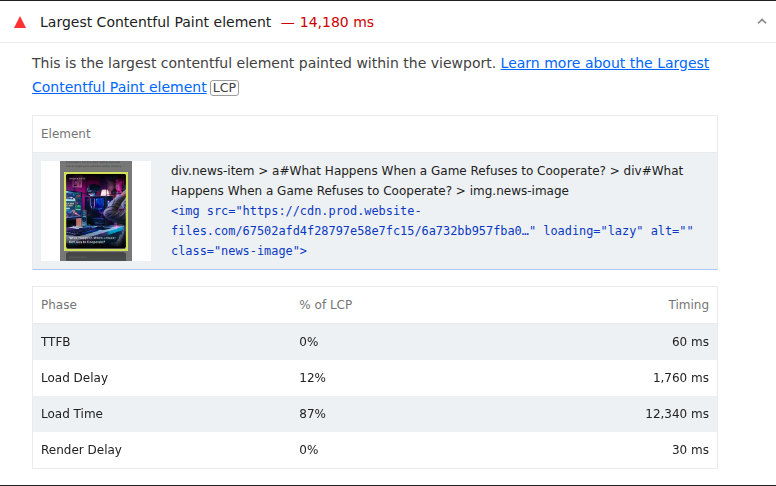 Largest Contentful Paint element — 14,180 ms
This is the largest contentful element painted within the viewport. Learn more about the Largest
Contentful Paint element LCP
Element
div.news-item > a#What Happens When a Game Refuses to Cooperate? > div#What
Happens When a Game Refuses to Cooperate? > img.news-image
<img src="https://cdn.prod.website-
files.com/67502afd4f28797e58e7fc15/6a732bb957fba0…" loading="lazy" alt=""
class="news-image">
Phase % of LCP Timing
TTFB 0% 60 ms
Load Delay 12% 1,760 ms
Load Time 87% 12,340 ms
Render Delay 0% 30 ms